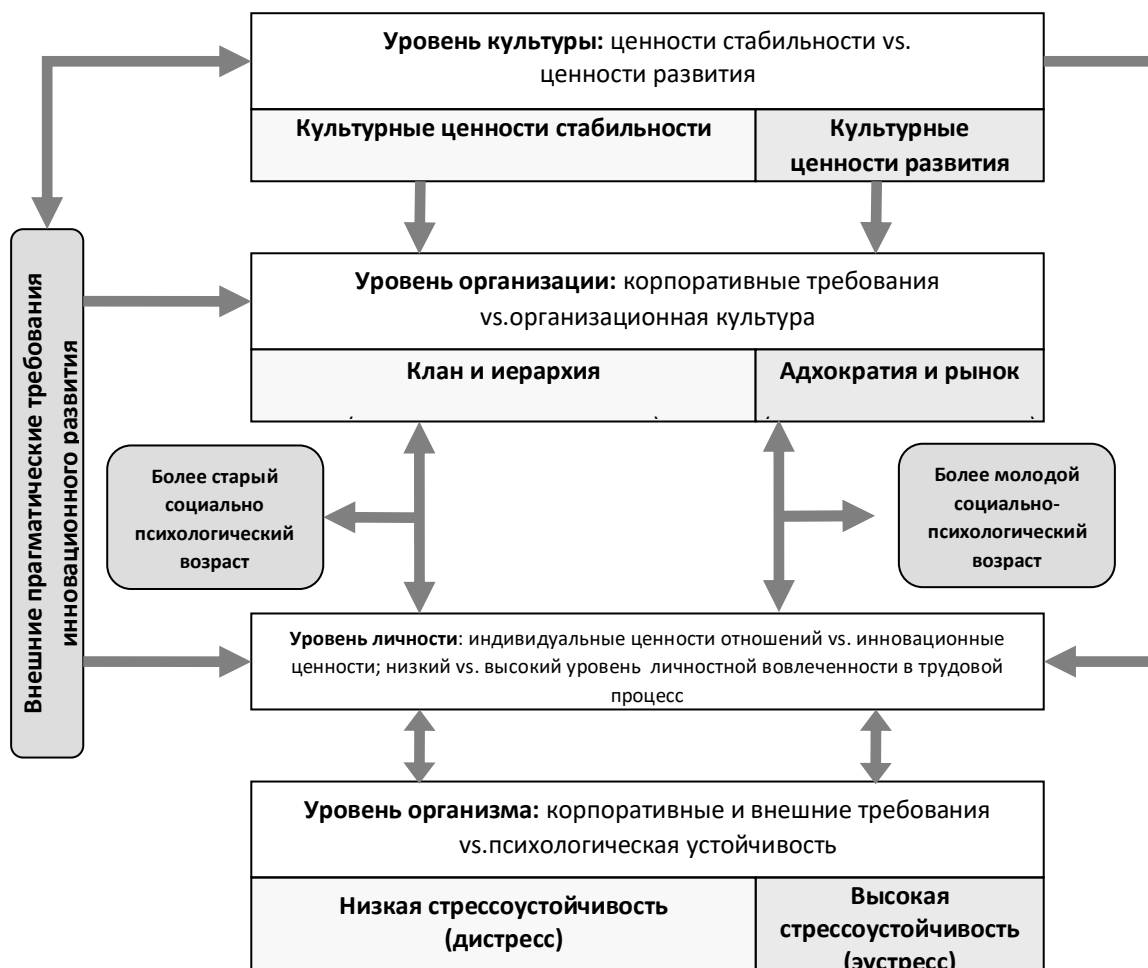 Уровень культуры: ценности стабильности vs.
ценности развития
Культурные ценности стабильности
Культурные
ценности развития
Внешние прагматические требования
инновационного развития
Уровень организации: корпоративные требования
vs.организационная культура
Клан и иерархия
Адхократия и рынок
Более старый
социально
психологический
возраст
Более молодой
социально-
психологический
возраст
Уровень личности: индивидуальные ценности отношений vs. инновационные
ценности; низкий vs. высокий уровень личностной вовлеченности в трудовой
процесс
Уровень организма: корпоративные и внешние требования
vs.психологическая устойчивость
Низкая стрессоустойчивость
(дистресс)
Высокая
стрессоустойчивость
(эустресс)